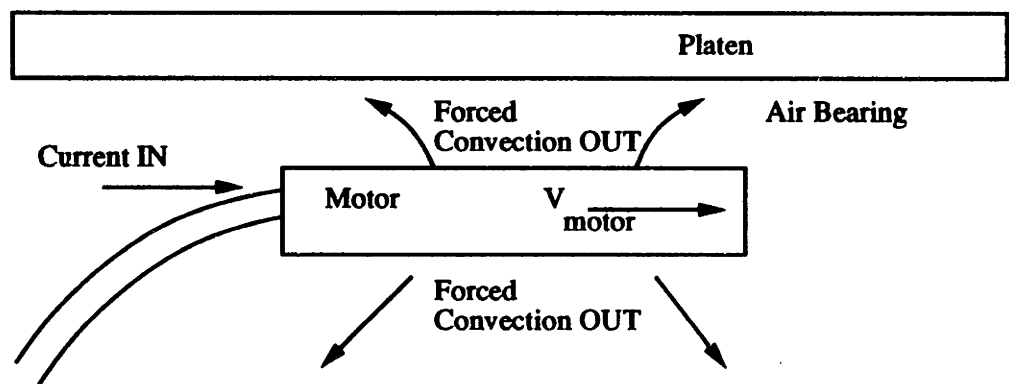 Platen
Forced
Convection OUT
Air Bearing
Current IN
Motor
V
motor
Forced
Convection OUT